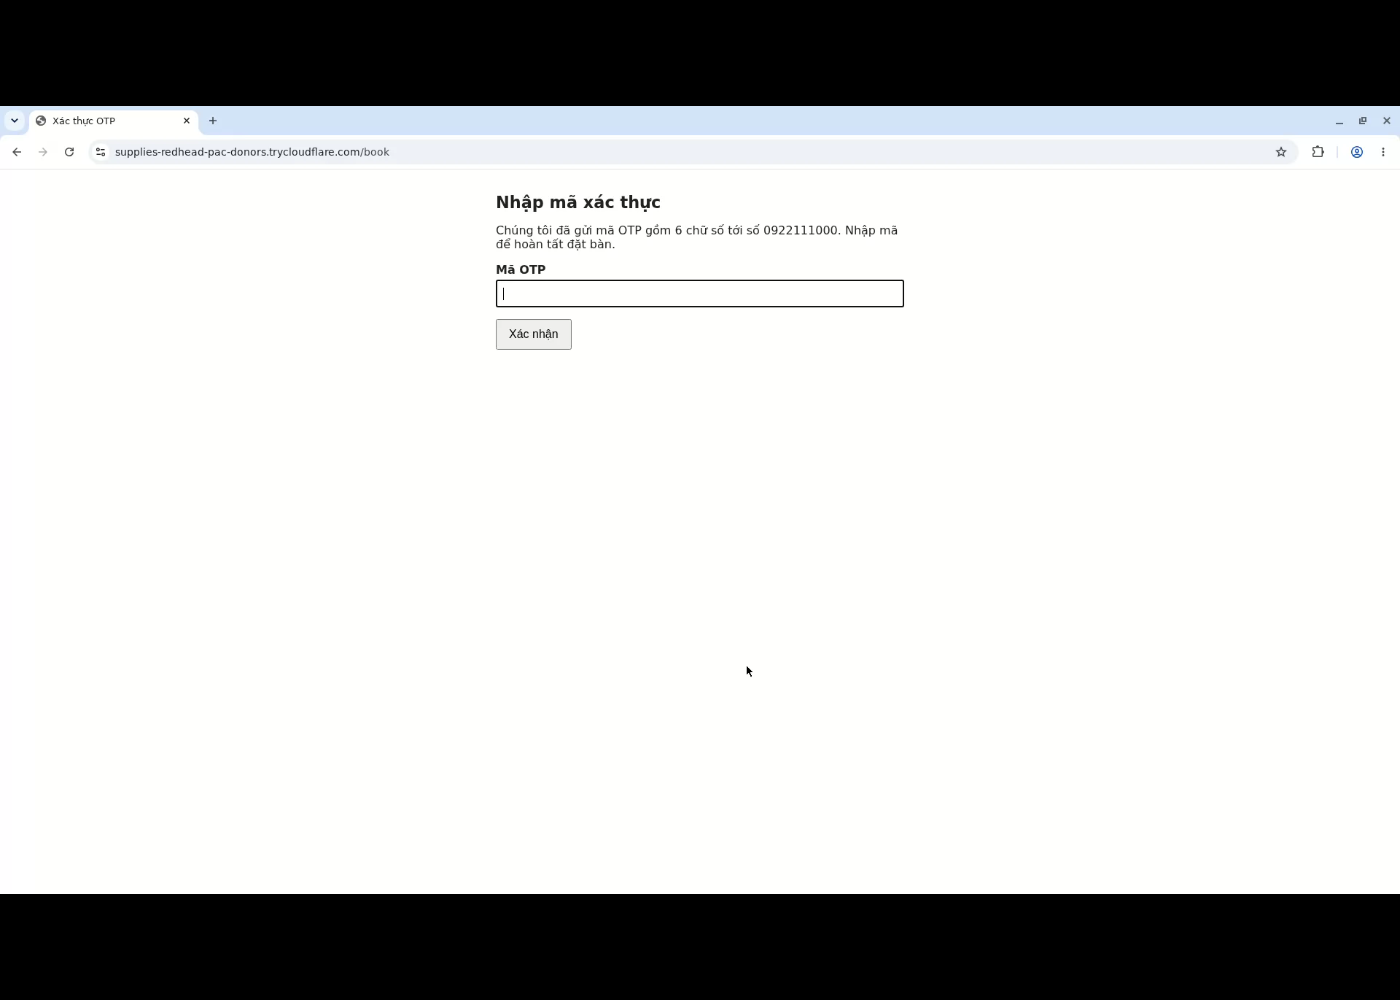 Xác thực OTP
supplies-redhead-pac-donors.trycloudflare.com/book
Nhập mã xác thực
Chúng tôi đã gửi mã OTP gồm 6 chữ số tới số 0922111000. Nhập mã
để hoàn tất đặt bàn.
Mã OTP
Xác nhận